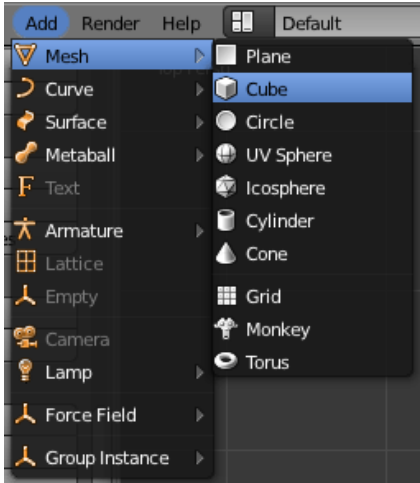 Add Render Help Default
Mesh
Curve
Surface
Metaball
Text
Armature
Lattice
Empty
Camera
Lamp
Force Field
Group Instance
Plane
Cube
Circle
UV Sphere
Icosphere
Cylinder
Cone
Grid
Monkey
Torus